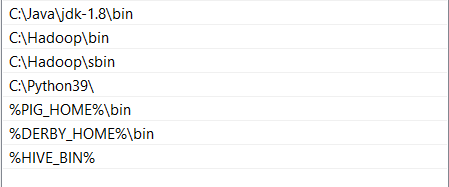 C:\Java\jdk-1.8\bin
C:\Hadoop\bin
C:\Hadoop\sbin
C:\Python39\
%PIG_HOME%\bin
%DERBY_HOME%\bin
%HIVE_BIN%